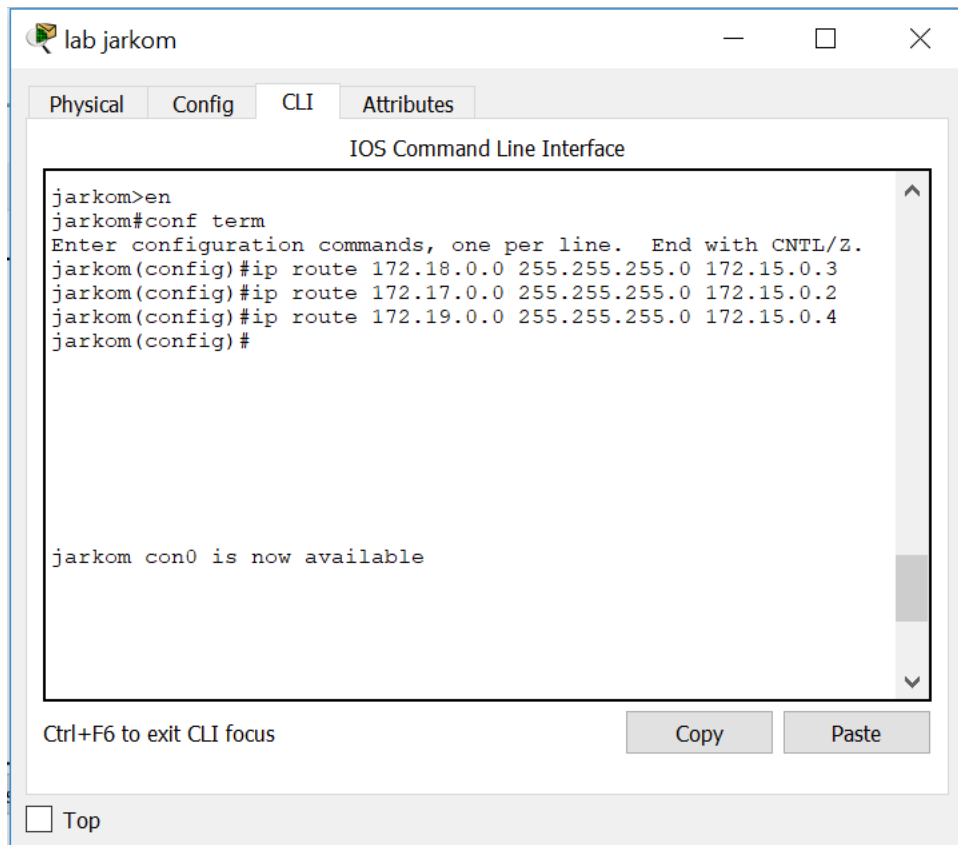 lab jarkom
Physical Config CLI Attributes
IOS Command Line Interface
jarkom>en
jarkom#conf term
Enter configuration commands, one per line.  End with CNTL/Z.
jarkom(config)#ip route 172.18.0.0 255.255.255.0 172.15.0.3
jarkom(config)#ip route 172.17.0.0 255.255.255.0 172.15.0.2
jarkom(config)#ip route 172.19.0.0 255.255.255.0 172.15.0.4
jarkom(config)#
jarkom con0 is now available
Ctrl+F6 to exit CLI focus
Copy Paste
Top